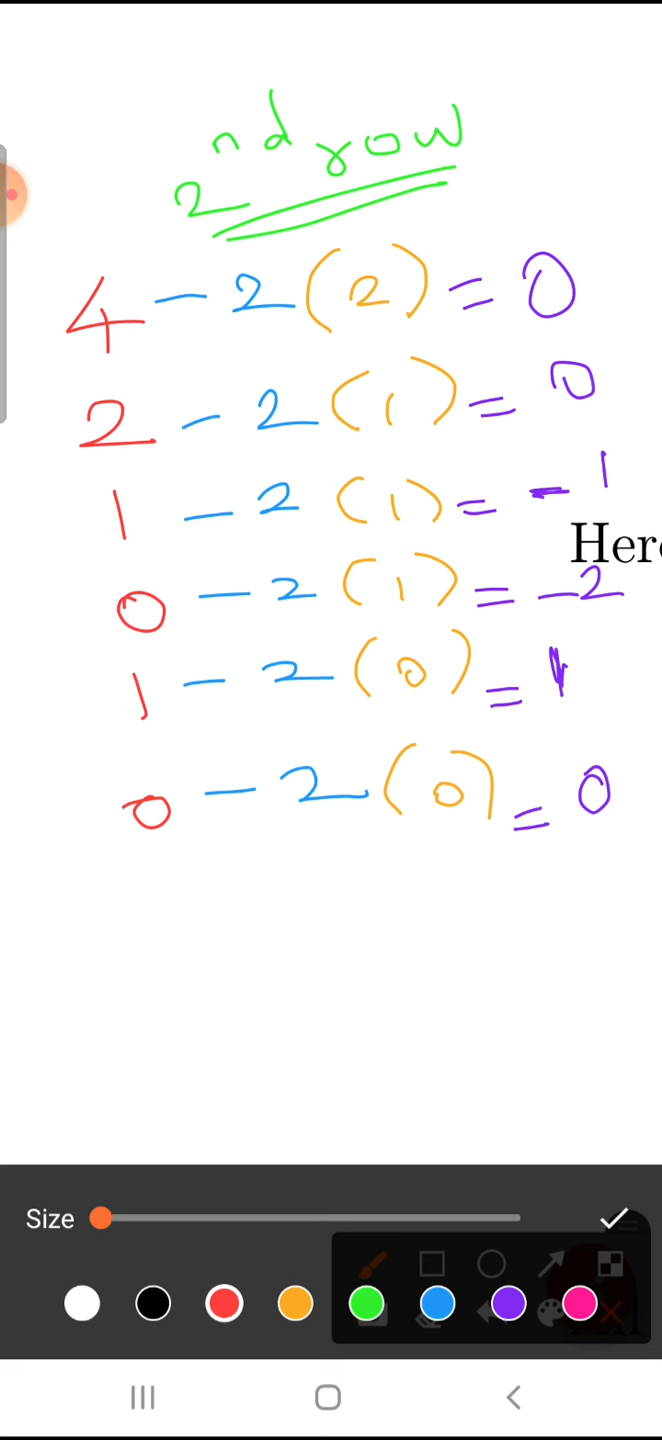 2nd row
4 - 2 (2) = 0
2 - 2 (1) = 0
1 - 2 (1) = -1
Here
0 - 2 (1) = -2
1 - 2 (0) = 1
0 - 2 (0) = 0
Size